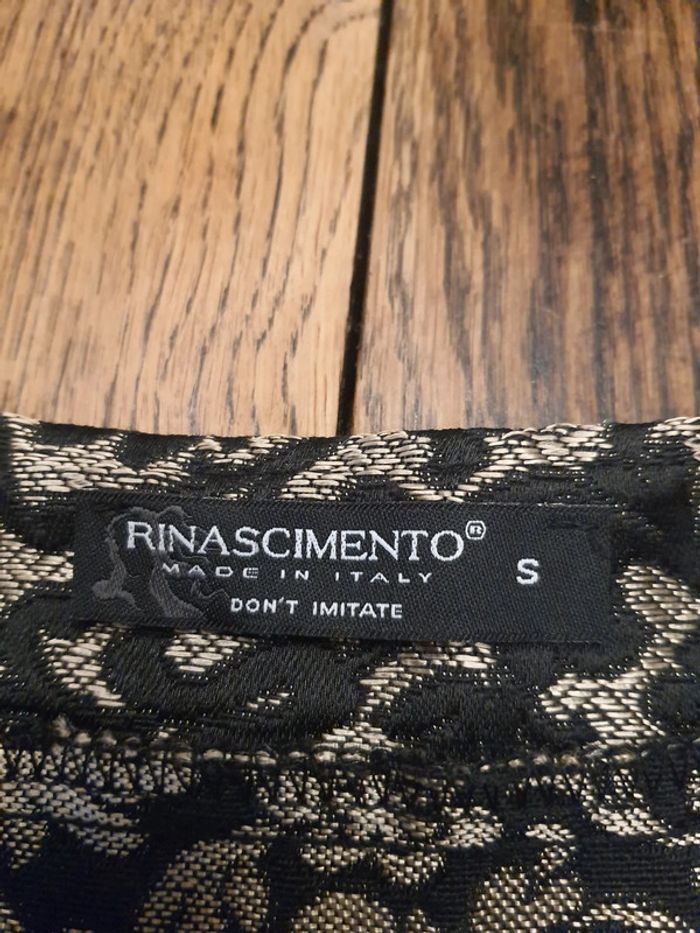 RINASCIMENTO®
MADE IN ITALY
DON'T IMITATE
S